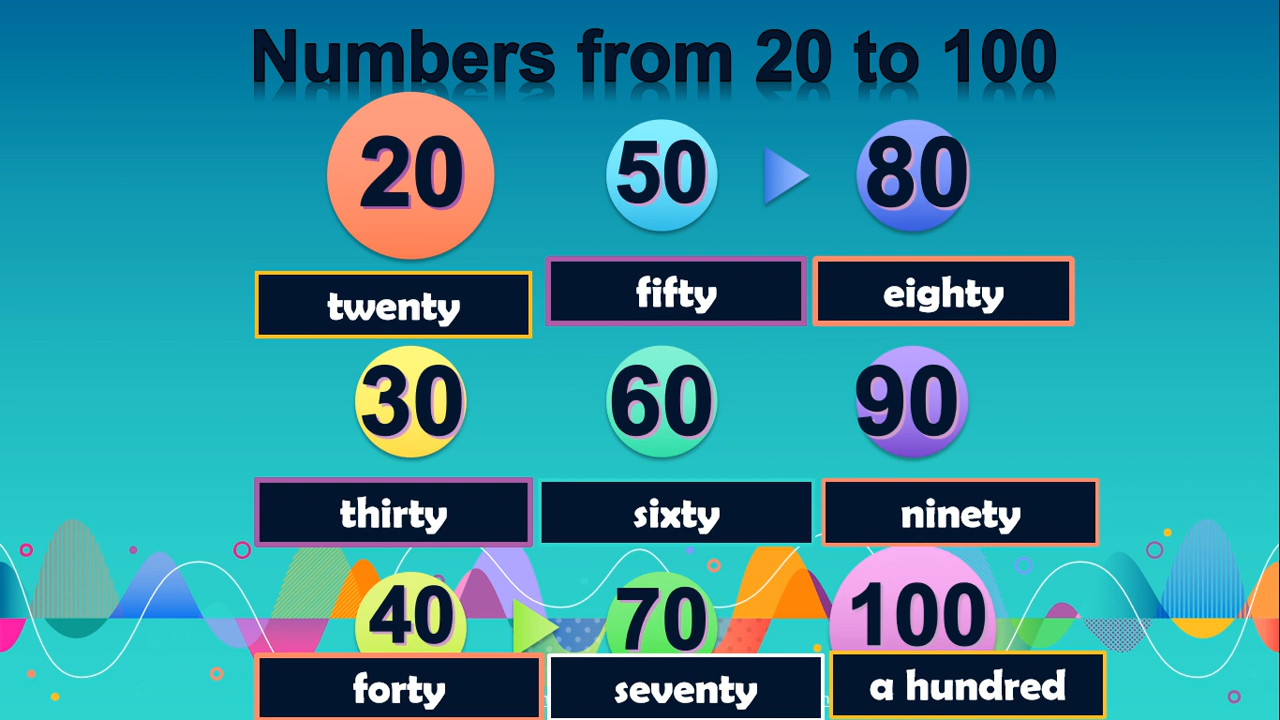 Numbers from 20 to 100
20 50 80
twenty fifty eighty
30 60 90
thirty sixty ninety
40 70 100
forty seventy a hundred